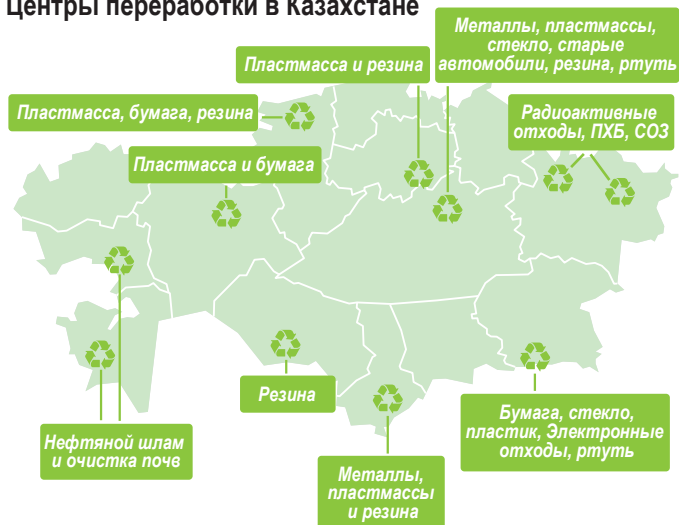 Центры переработки в Казахстане
Металлы, пластмассы,
стекло, старые
автомобили, резина, ртуть
Пластмасса и резина
Пластмасса, бумага, резина
Радиоактивные
отходы, ПХБ, СОЗ
Пластмасса и бумага
Резина
Бумага, стекло,
пластик, Электронные
отходы, ртуть
Нефтяной шлам
и очистка почв
Металлы,
пластмассы
и резина